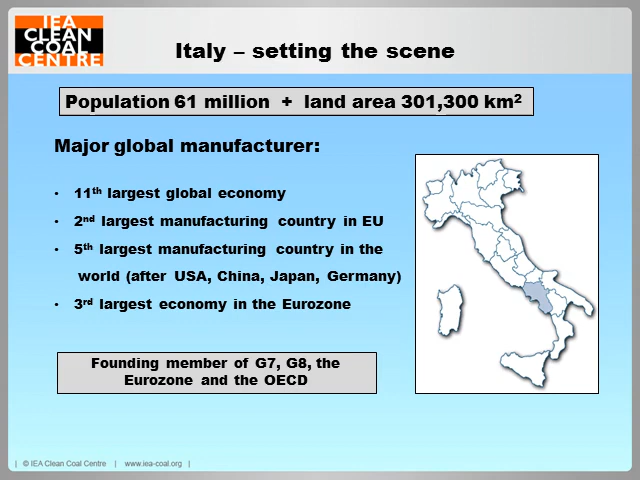 IEA
CLEAN
COAL
CENTRE
Italy – setting the scene
Population 61 million + land area 301,300 km²
Major global manufacturer:
• 11th largest global economy
• 2nd largest manufacturing country in EU
• 5th largest manufacturing country in the
world (after USA, China, Japan, Germany)
• 3rd largest economy in the Eurozone
Founding member of G7, G8, the
Eurozone and the OECD
| © IEA Clean Coal Centre | www.iea-coal.org |